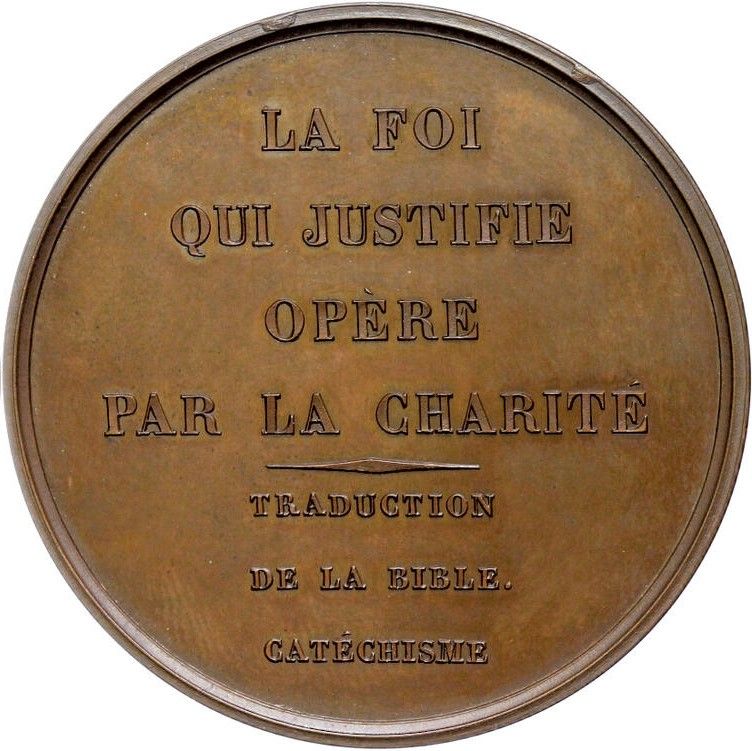 LA FOI
QUI JUSTIFIE
OPÈRE
PAR LA CHARITÉ
TRADUCTION
DE LA BIBLE.
CATÉCHISME